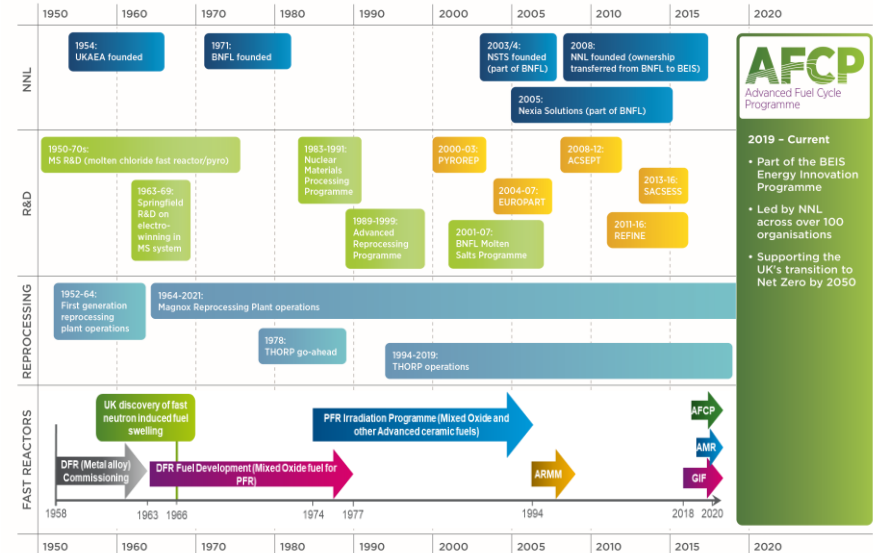 1950 1960 1970 1980 1990 2000 2005 2010 2015 2020
NNL
1954:
UKAEA founded
1971:
BNFL founded
2003/4:
NSTS founded
(part of BNFL)
2008:
NNL founded (ownership
transferred from BNFL to BEIS)
2005:
Nexia Solutions (part of BNFL)
R&D
1950-70s:
MS R&D (molten chloride fast reactor/pyro)
1963-69:
Springfield
R&D on
electro-
winning in
MS system
1983-1991:
Nuclear
Materials
Processing
Programme
1989-1999:
Advanced
Reprocessing
Programme
2000-03:
PYROREP
2004-07:
EUROPART
2001-07:
BNFL Molten
Salts Programme
2008-12:
ACSEPT
2013-16:
SACSESS
2011-16:
REFINE
REPROCESSING
1952-64:
First generation
reprocessing
plant operations
1964-2021:
Magnox Reprocessing Plant operations
1978:
THORP go-ahead
1994-2019:
THORP operations
FAST REACTORS
UK discovery of fast
neutron induced fuel
swelling
DFR (Metal alloy)
Commissioning
DFR Fuel Development (Mixed Oxide fuel for
PFR)
PFR Irradiation Programme (Mixed Oxide and
other Advanced ceramic fuels)
ARMM
AFCP
AMR
GIF
1958 1963 1966 1974 1977 1994 2018 2020
AFCP
Advanced Fuel Cycle
Programme
2019 – Current
• Part of the BEIS
Energy Innovation
Programme
• Led by NNL
across over 100
organisations
• Supporting the
UK's transition to
Net Zero by 2050
1950 1960 1970 1980 1990 2000 2005 2010 2015 2020